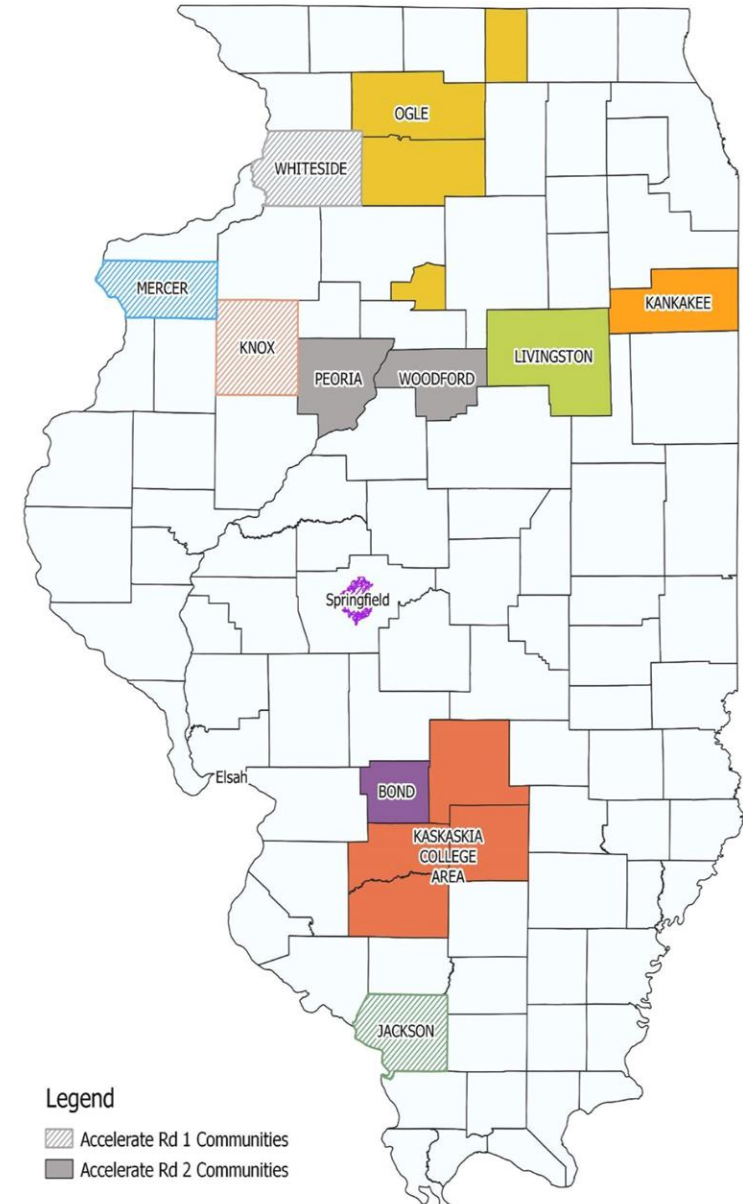 OGLE
WHITESIDE
MERCER
KANKAKEE
KNOX
LIVINGSTON
PEORIA
WOODFORD
Springfield
Elsah
BOND
KASKASKIA
COLLEGE
AREA
JACKSON
Legend
Accelerate Rd 1 Communities
Accelerate Rd 2 Communities